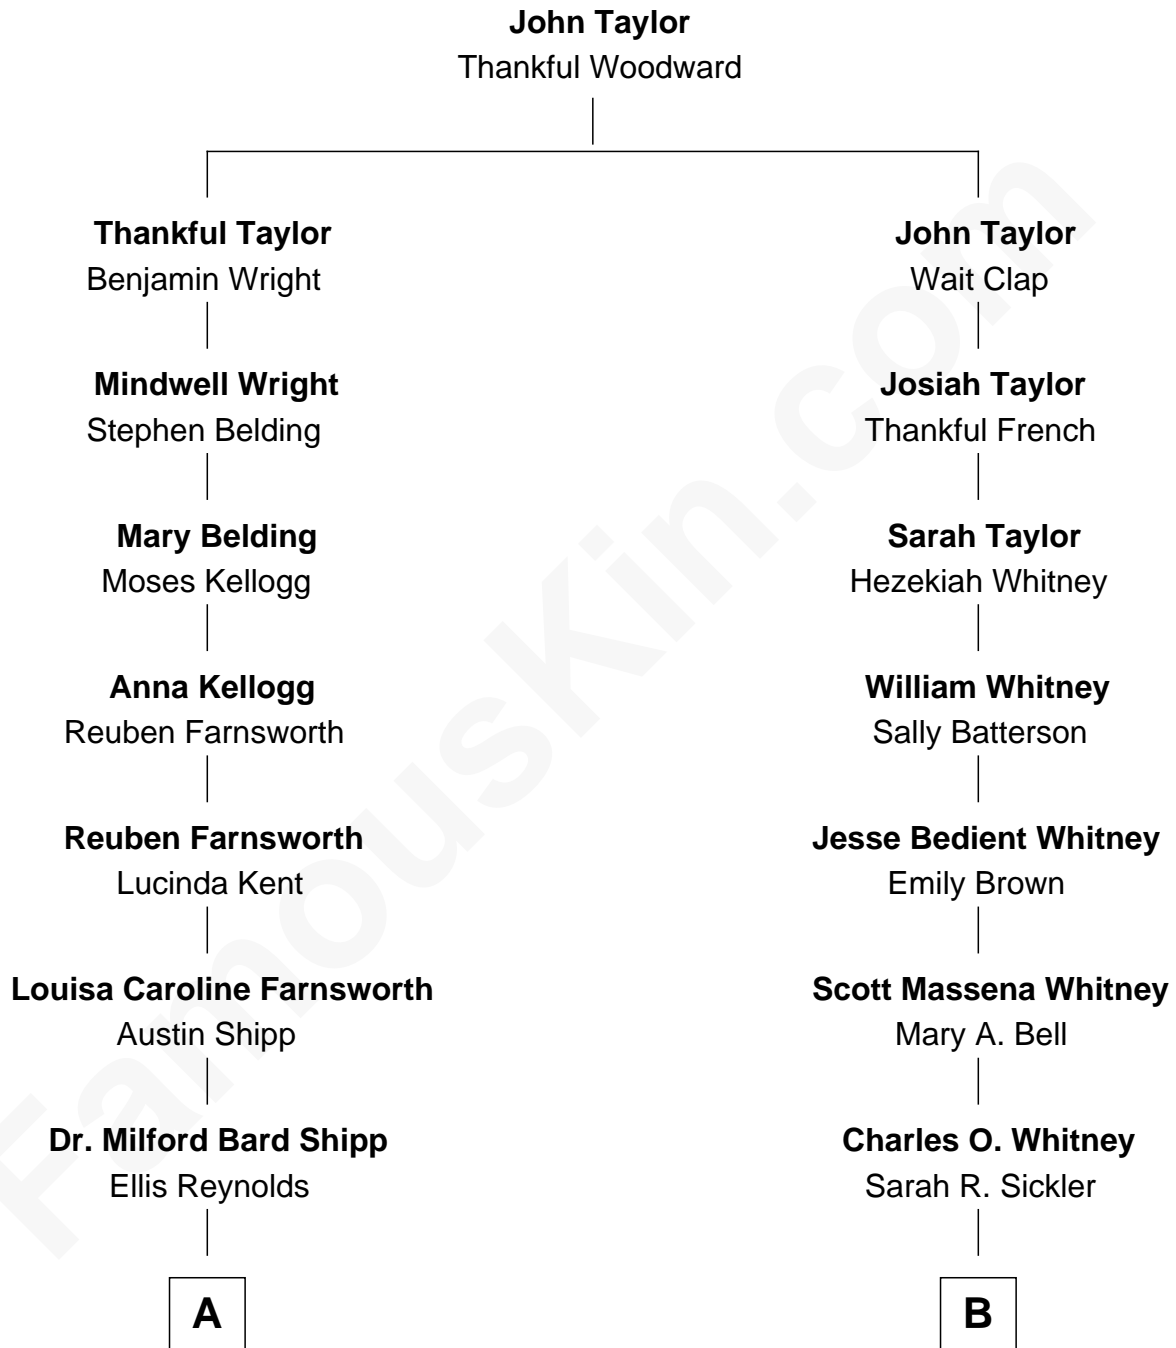 John Taylor
Thankful Woodward
Thankful Taylor
Benjamin Wright
John Taylor
Wait Clap
Mindwell Wright
Stephen Belding
Josiah Taylor
Thankful French
Mary Belding
Moses Kellogg
Sarah Taylor
Hezekiah Whitney
Anna Kellogg
Reuben Farnsworth
William Whitney
Sally Batterson
Reuben Farnsworth
Lucinda Kent
Jesse Bedient Whitney
Emily Brown
Louisa Caroline Farnsworth
Austin Shipp
Scott Massena Whitney
Mary A. Bell
Dr. Milford Bard Shipp
Ellis Reynolds
Charles O. Whitney
Sarah R. Sickler
A
B
FamousKin.com